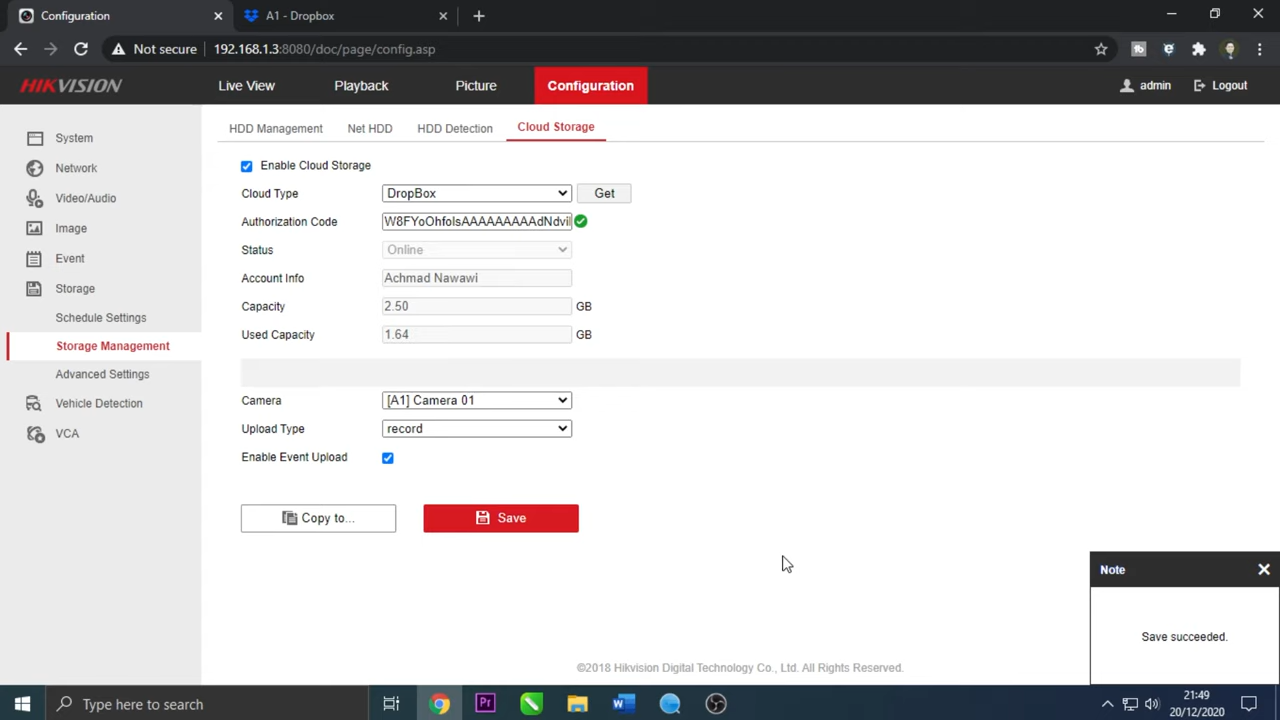 Configuration
A1 - Dropbox
Not secure 192.168.1.3:8080/doc/page/config.asp
HIKVISION Live View Playback Picture Configuration admin Logout
HDD Management Net HDD HDD Detection Cloud Storage
System
Network
Video/Audio
Image
Event
Storage
Schedule Settings
Storage Management
Advanced Settings
Vehicle Detection
VCA
Enable Cloud Storage
Cloud Type DropBox Get
Authorization Code W8FYoOhfoIsAAAAAAAAAdNdvil
Status Online
Account Info Achmad Nawawi
Capacity 2.50 GB
Used Capacity 1.64 GB
Camera [A1] Camera 01
Upload Type record
Enable Event Upload
Copy to... Save
Note
Save succeeded.
©2018 Hikvision Digital Technology Co., Ltd. All Rights Reserved.
Type here to search
Pr
W
21:49
20/12/2020